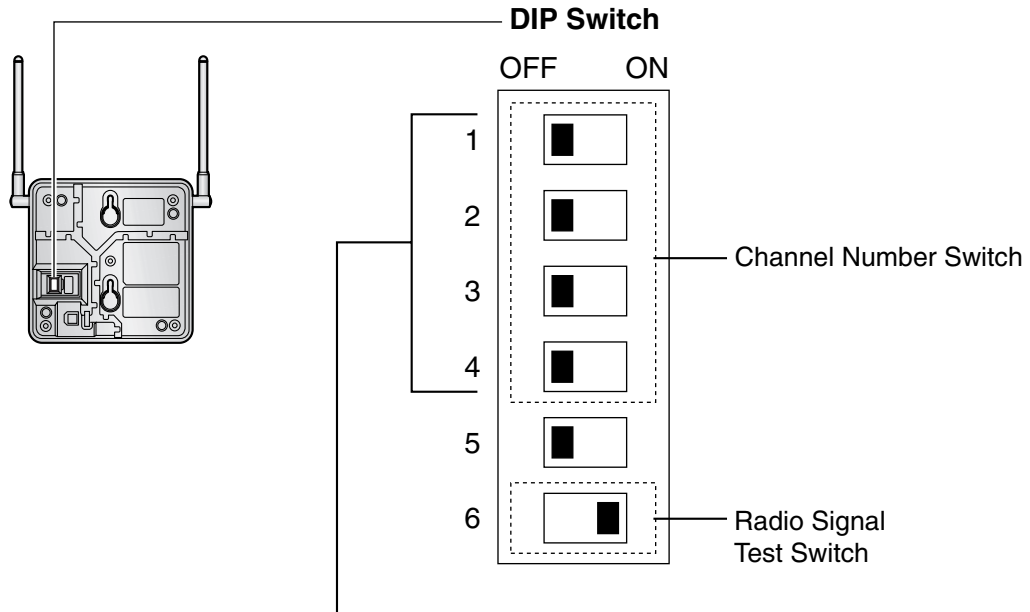 DIP Switch
OFF ON
1
2
3
4
5
6
Channel Number Switch
Radio Signal
Test Switch